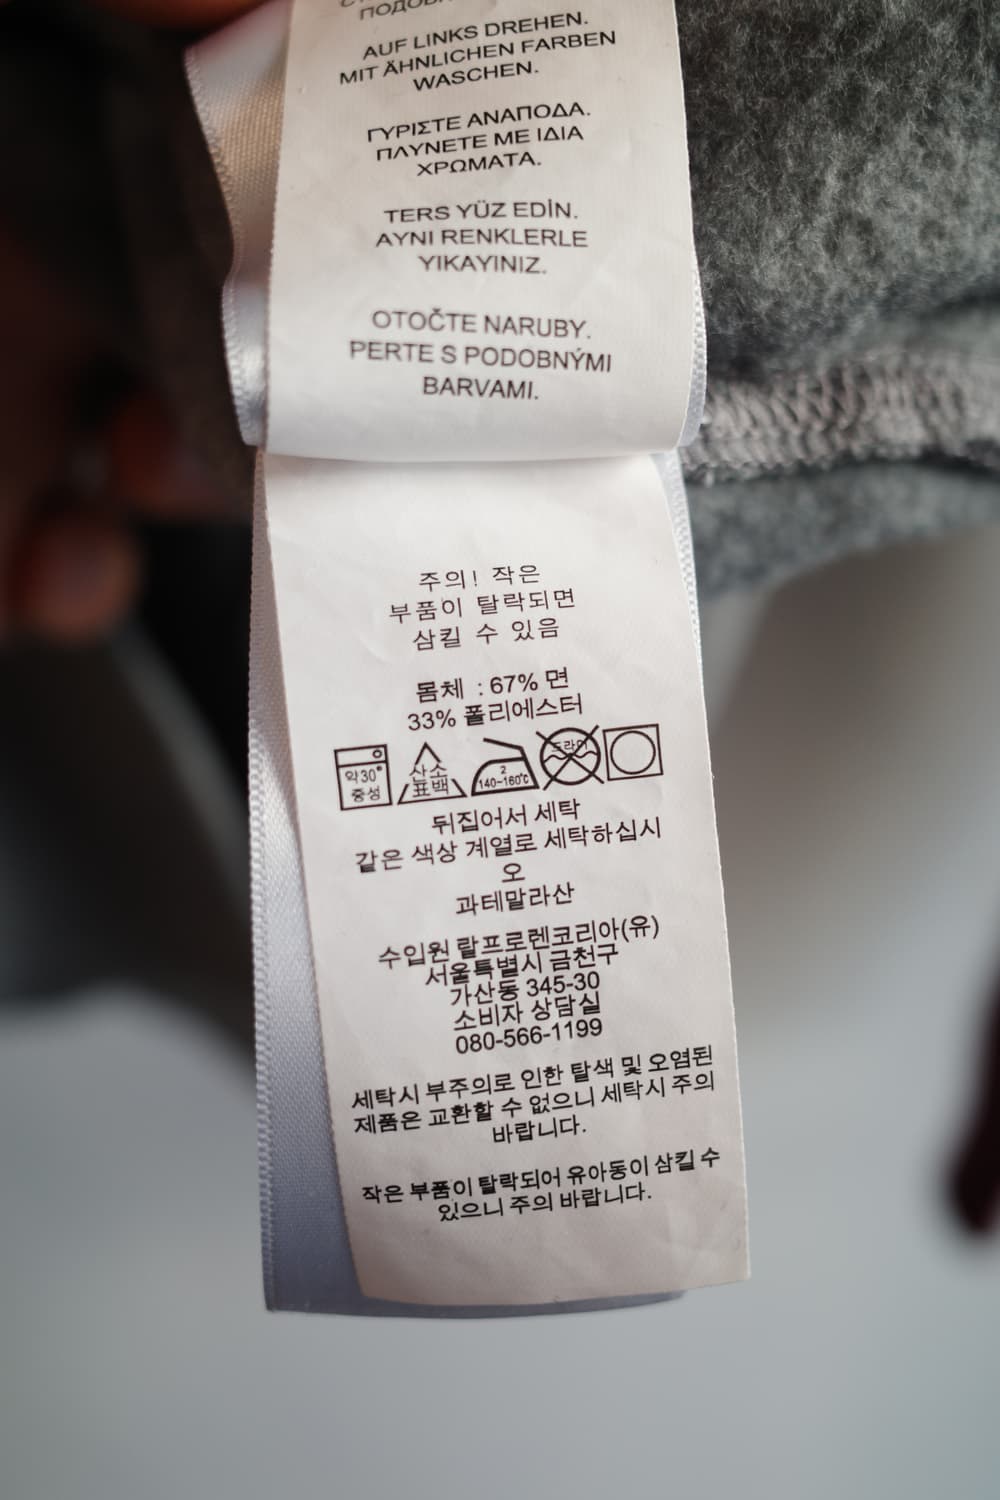 ПОДОБН
AUF LINKS DREHEN.
MIT ÄHNLICHEN FARBEN
WASCHEN.
ΓΥΡΙΣΤΕ ΑΝΑΠΟΔΑ.
ΠΛΥΝΕΤΕ ΜΕ ΙΔΙΑ
ΧΡΩΜΑΤΑ.
TERS YÜZ EDİN.
AYNI RENKLERLE
YIKAYINIZ.
OTOČTE NARUBY.
PERTE S PODOBNÝMI
BARVAMI.
주의! 작은
부품이 탈락되면
삼킬 수 있음
몸체 : 67% 면
33% 폴리에스터
약30°
중성
산소
표백
2
140~160℃
드라이
뒤집어서 세탁
같은 색상 계열로 세탁하십시
오
과테말라산
수입원 랄프로렌코리아(유)
서울특별시 금천구
가산동 345-30
소비자 상담실
080-566-1199
세탁시 부주의로 인한 탈색 및 오염된
제품은 교환할 수 없으니 세탁시 주의
바랍니다.
작은 부품이 탈락되어 유아동이 삼킬 수
있으니 주의 바랍니다.